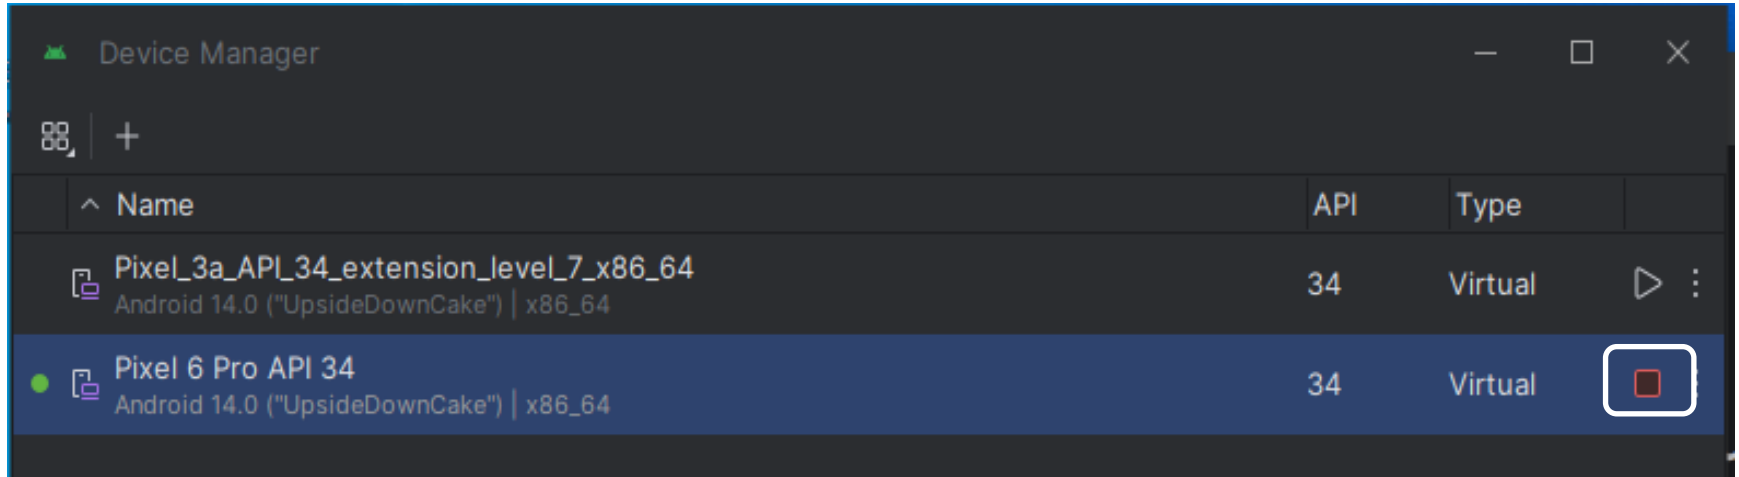 Device Manager
Name API Type
Pixel_3a_API_34_extension_level_7_x86_64
Android 14.0 ("UpsideDownCake") | x86_64
34 Virtual
Pixel 6 Pro API 34
Android 14.0 ("UpsideDownCake") | x86_64
34 Virtual